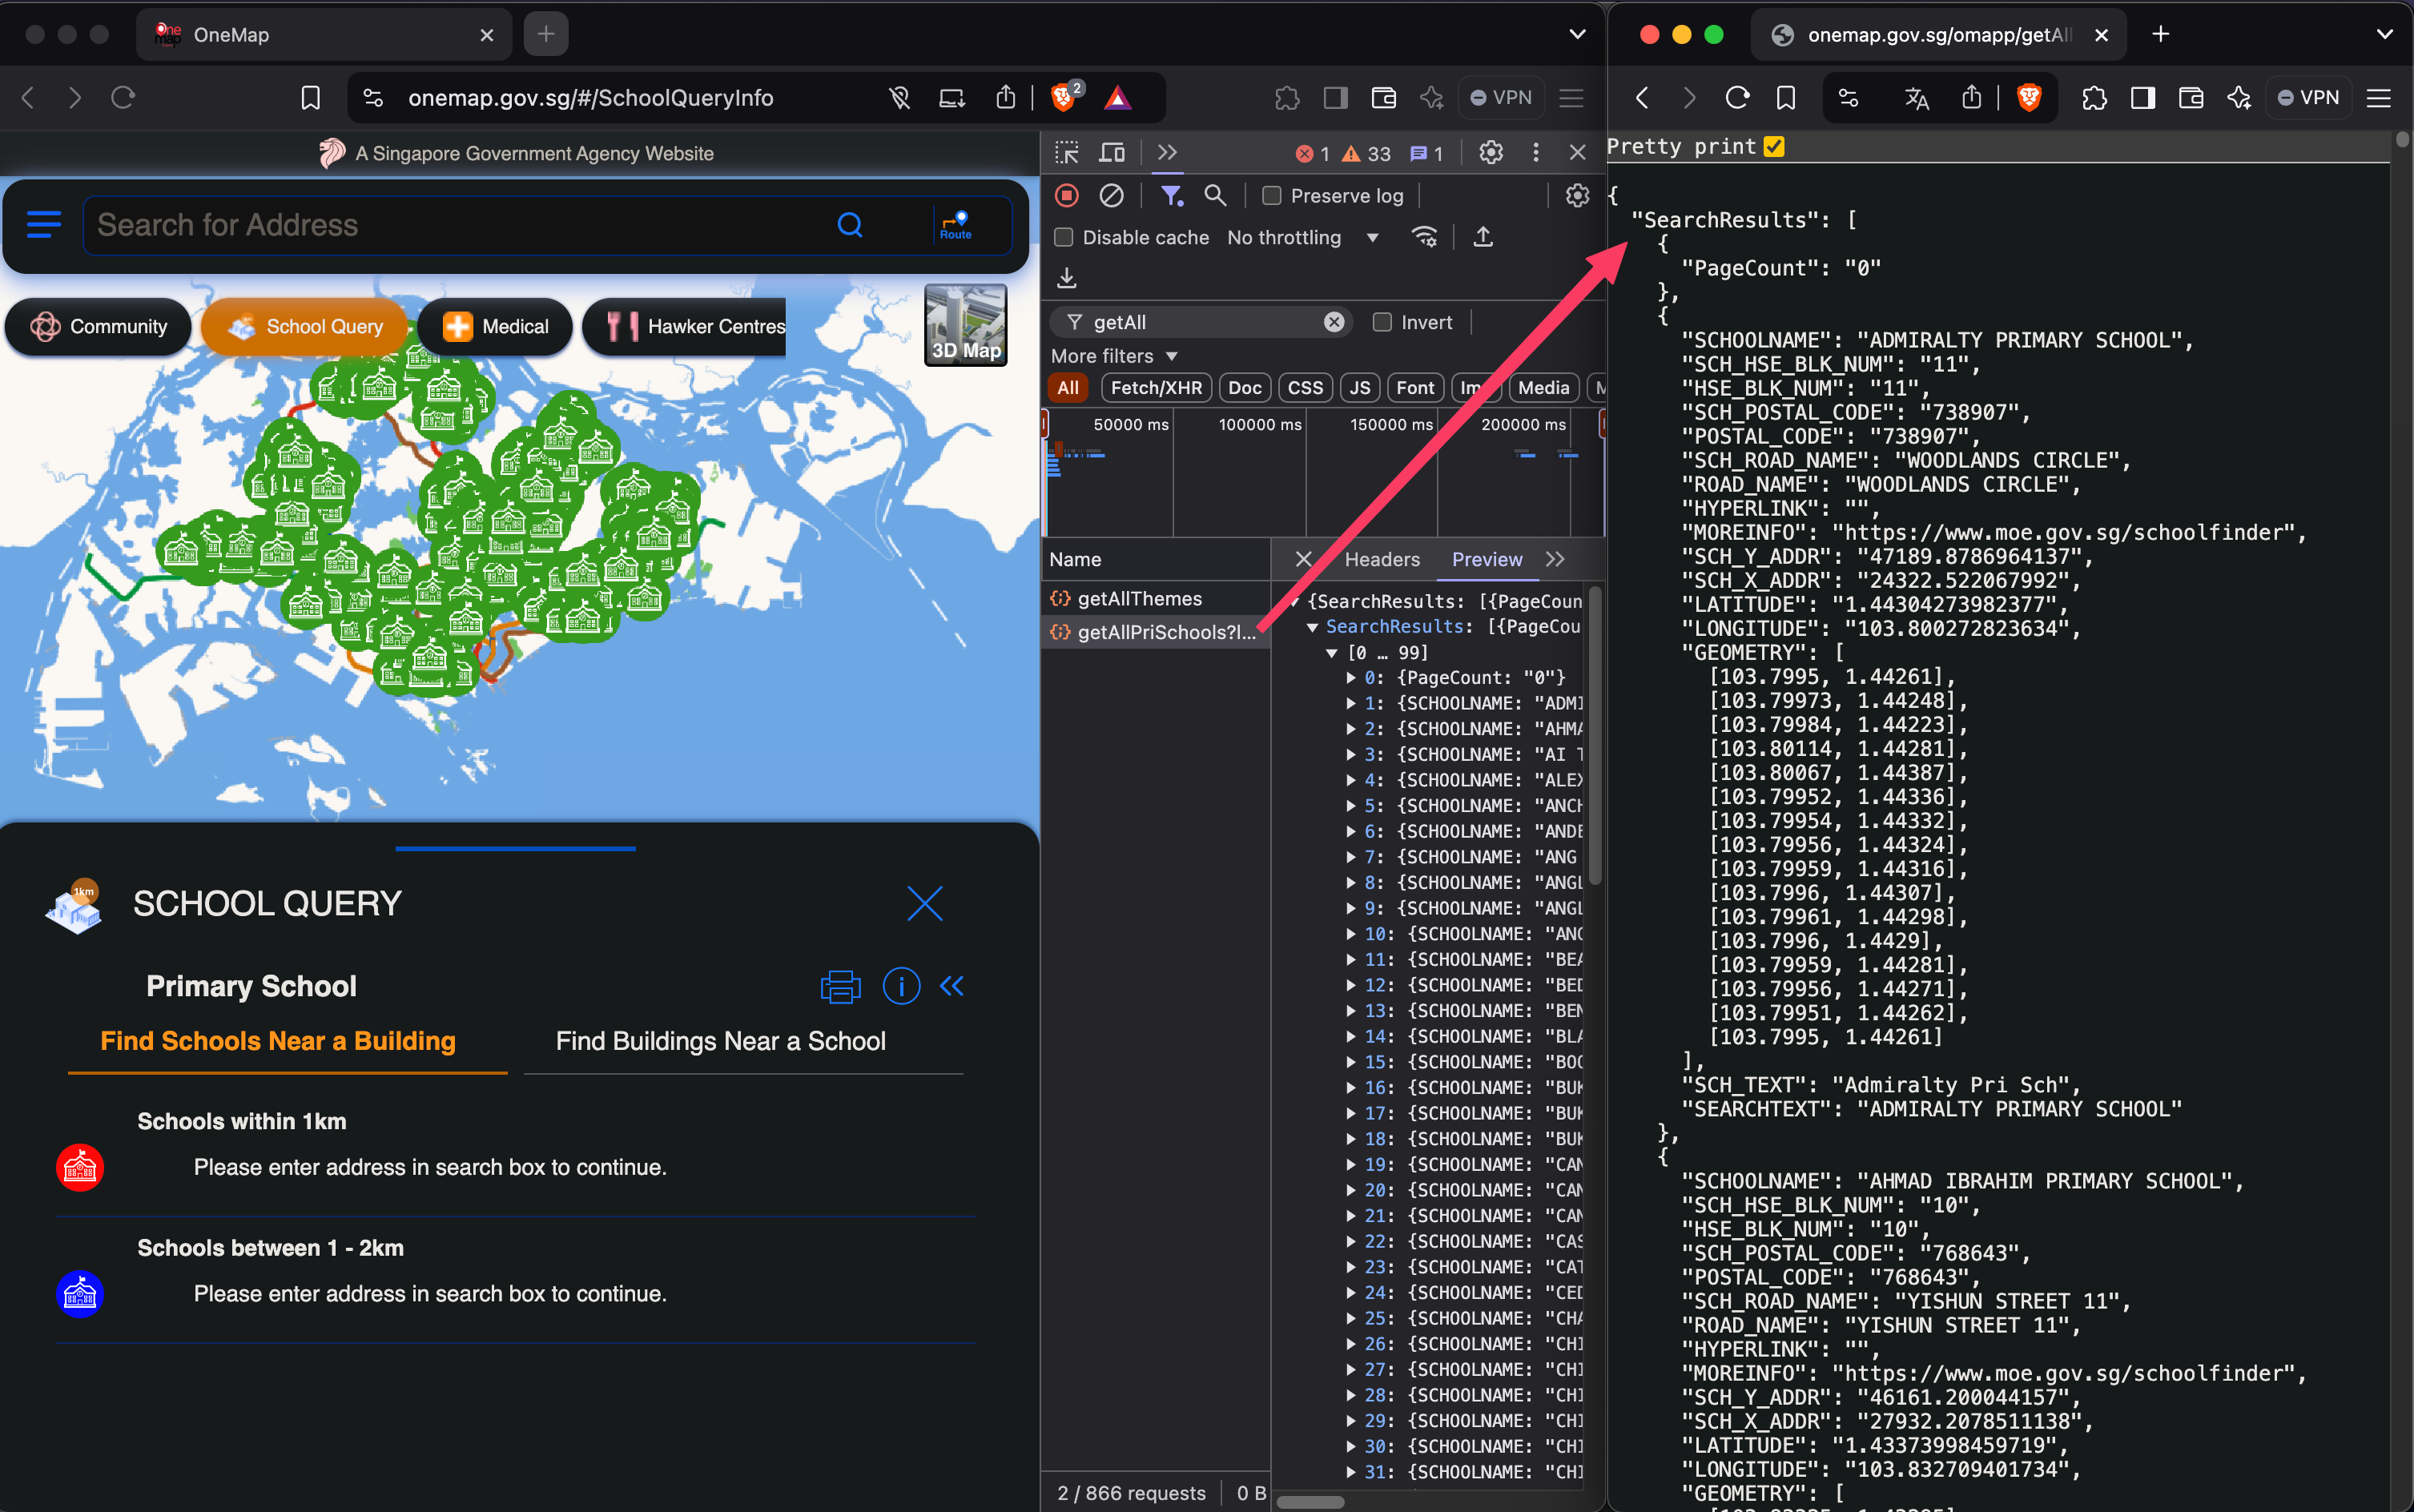 OneMap
onemap.gov.sg/#/SchoolQueryInfo
2
VPN
A Singapore Government Agency Website
Search for Address
Route
Community
School Query
Medical
Hawker Centres
3D Map
1km
SCHOOL QUERY
Primary School
Find Schools Near a Building
Find Buildings Near a School
Schools within 1km
Please enter address in search box to continue.
Schools between 1 - 2km
Please enter address in search box to continue.
1 33 1
Preserve log
Disable cache No throttling
getAll
Invert
More filters
All Fetch/XHR Doc CSS JS Font Media
50000 ms 100000 ms 150000 ms 200000 ms
Name
Headers Preview
getAllThemes
getAllPriSchools?l...
{SearchResults: [{PageCoun
SearchResults: [{PageCou
[0 … 99]
0: {PageCount: "0"}
1: {SCHOOLNAME: "ADMI
2: {SCHOOLNAME: "AHMA
3: {SCHOOLNAME: "AI T
4: {SCHOOLNAME: "ALEX
5: {SCHOOLNAME: "ANCH
6: {SCHOOLNAME: "ANDE
7: {SCHOOLNAME: "ANG
8: {SCHOOLNAME: "ANGL
9: {SCHOOLNAME: "ANGL
10: {SCHOOLNAME: "ANG
11: {SCHOOLNAME: "BEA
12: {SCHOOLNAME: "BED
13: {SCHOOLNAME: "BEN
14: {SCHOOLNAME: "BLA
15: {SCHOOLNAME: "BOO
16: {SCHOOLNAME: "BUK
17: {SCHOOLNAME: "BUK
18: {SCHOOLNAME: "BUK
19: {SCHOOLNAME: "CAN
20: {SCHOOLNAME: "CAN
21: {SCHOOLNAME: "CAN
22: {SCHOOLNAME: "CAS
23: {SCHOOLNAME: "CAT
24: {SCHOOLNAME: "CED
25: {SCHOOLNAME: "CHA
26: {SCHOOLNAME: "CHI
27: {SCHOOLNAME: "CHI
28: {SCHOOLNAME: "CHI
29: {SCHOOLNAME: "CHI
30: {SCHOOLNAME: "CHI
31: {SCHOOLNAME: "CHI
2 / 866 requests 0 B
onemap.gov.sg/omapp/getAll
VPN
Pretty print
{
"SearchResults": [
{
"PageCount": "0"
},
{
"SCHOOLNAME": "ADMIRALTY PRIMARY SCHOOL",
"SCH_HSE_BLK_NUM": "11",
"HSE_BLK_NUM": "11",
"SCH_POSTAL_CODE": "738907",
"POSTAL_CODE": "738907",
"SCH_ROAD_NAME": "WOODLANDS CIRCLE",
"ROAD_NAME": "WOODLANDS CIRCLE",
"HYPERLINK": "",
"MOREINFO": "https://www.moe.gov.sg/schoolfinder",
"SCH_Y_ADDR": "47189.8786964137",
"SCH_X_ADDR": "24322.522067992",
"LATITUDE": "1.44304273982377",
"LONGITUDE": "103.800272823634",
"GEOMETRY": [
[103.7995, 1.44261],
[103.79973, 1.44248],
[103.79984, 1.44223],
[103.80114, 1.44281],
[103.80067, 1.44387],
[103.79952, 1.44336],
[103.79954, 1.44332],
[103.79956, 1.44324],
[103.79959, 1.44316],
[103.7996, 1.44307],
[103.79961, 1.44298],
[103.7996, 1.4429],
[103.79959, 1.44281],
[103.79956, 1.44271],
[103.79951, 1.44262],
[103.7995, 1.44261]
],
"SCH_TEXT": "Admiralty Pri Sch",
"SEARCHTEXT": "ADMIRALTY PRIMARY SCHOOL"
},
{
"SCHOOLNAME": "AHMAD IBRAHIM PRIMARY SCHOOL",
"SCH_HSE_BLK_NUM": "10",
"HSE_BLK_NUM": "10",
"SCH_POSTAL_CODE": "768643",
"POSTAL_CODE": "768643",
"SCH_ROAD_NAME": "YISHUN STREET 11",
"ROAD_NAME": "YISHUN STREET 11",
"HYPERLINK": "",
"MOREINFO": "https://www.moe.gov.sg/schoolfinder",
"SCH_Y_ADDR": "46161.200044157",
"SCH_X_ADDR": "27932.2078511138",
"LATITUDE": "1.43373998459719",
"LONGITUDE": "103.832709401734",
"GEOMETRY": [